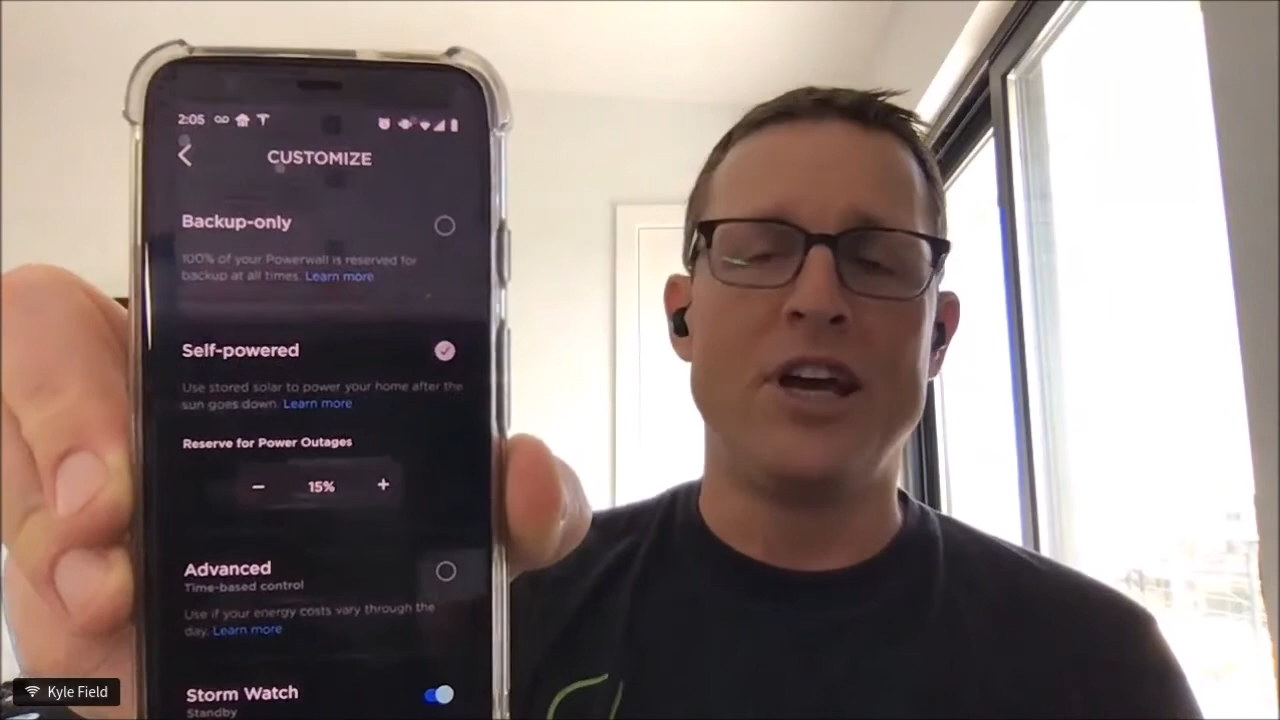 2:05
CUSTOMIZE
Backup-only
100% of your Powerwall is reserved for
backup at all times. Learn more
Self-powered
Use stored solar to power your home after the
sun goes down. Learn more
Reserve for Power Outages
− 15% +
Advanced
Time-based control
Use if your energy costs vary through the
day. Learn more
Storm Watch
Standby
Kyle Field